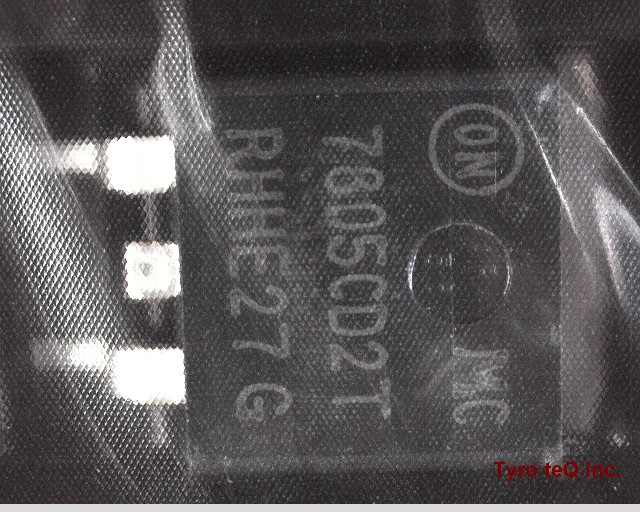 ON MC
7805CD2T
RHHE27 G
Tyro teQ Inc.